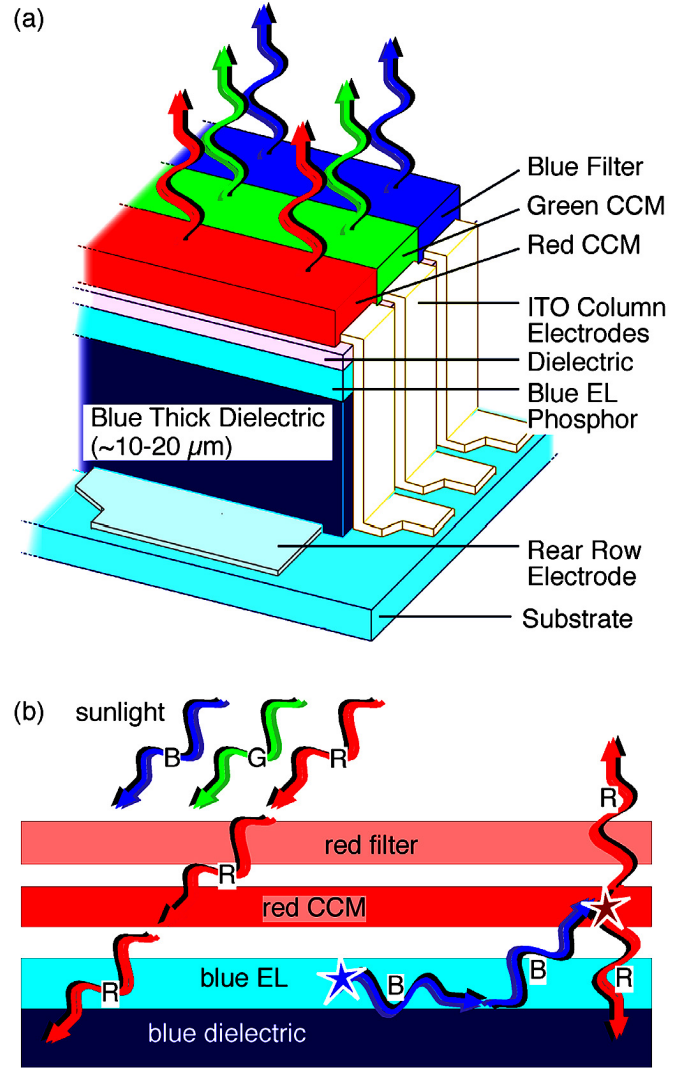 (a)
Blue Filter
Green CCM
Red CCM
ITO Column
Electrodes
Dielectric
Blue EL
Phosphor
Blue Thick Dielectric
(~10-20 µm)
Rear Row
Electrode
Substrate
(b)
sunlight
B
G
R
R
red filter
R
red CCM
blue EL
B
B
R
R
blue dielectric